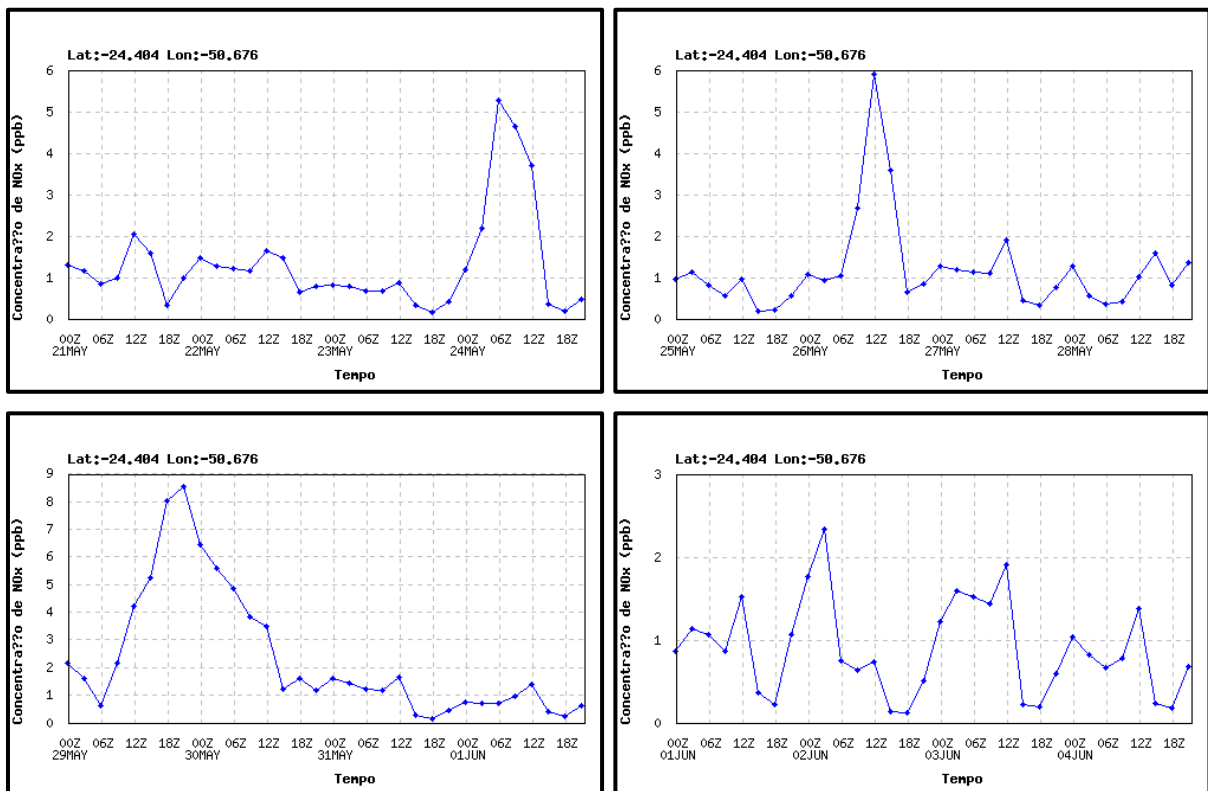 Lat:-24.404 Lon:-50.676
Concentra??o de NOx (ppb)
6
5
4
3
2
1
0
00Z 06Z 12Z 18Z 00Z 06Z 12Z 18Z 00Z 06Z 12Z 18Z 00Z 06Z 12Z 18Z
21MAY 22MAY 23MAY 24MAY
Tempo
Lat:-24.404 Lon:-50.676
Concentra??o de NOx (ppb)
6
5
4
3
2
1
0
00Z 06Z 12Z 18Z 00Z 06Z 12Z 18Z 00Z 06Z 12Z 18Z 00Z 06Z 12Z 18Z
25MAY 26MAY 27MAY 28MAY
Tempo
Lat:-24.404 Lon:-50.676
Concentra??o de NOx (ppb)
9
8
7
6
5
4
3
2
1
0
00Z 06Z 12Z 18Z 00Z 06Z 12Z 18Z 00Z 06Z 12Z 18Z 00Z 06Z 12Z 18Z
29MAY 30MAY 31MAY 01JUN
Tempo
Lat:-24.404 Lon:-50.676
Concentra??o de NOx (ppb)
3
2
1
0
00Z 06Z 12Z 18Z 00Z 06Z 12Z 18Z 00Z 06Z 12Z 18Z 00Z 06Z 12Z 18Z
01JUN 02JUN 03JUN 04JUN
Tempo